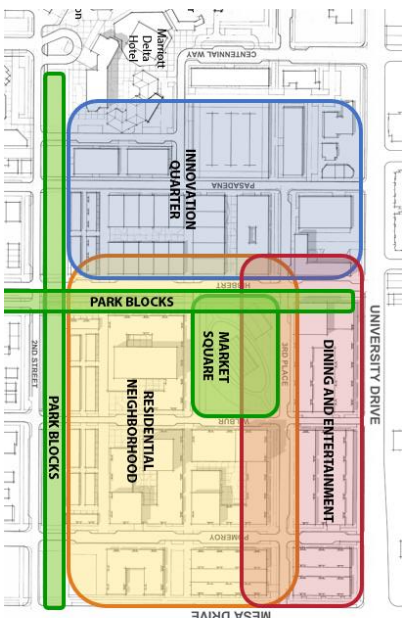 Marriott
Delta
Hotel
CENTENNIAL WAY
INNOVATION
QUARTER
PASADENA
HIBBERT
PARK BLOCKS
UNIVERSITY DRIVE
MARKET
SQUARE
3RD PLACE
2ND STREET
DINING AND ENTERTAINMENT
RESIDENTIAL
NEIGHBORHOOD
PARK BLOCKS
WILBUR
POMEROY
MESA DRIVE